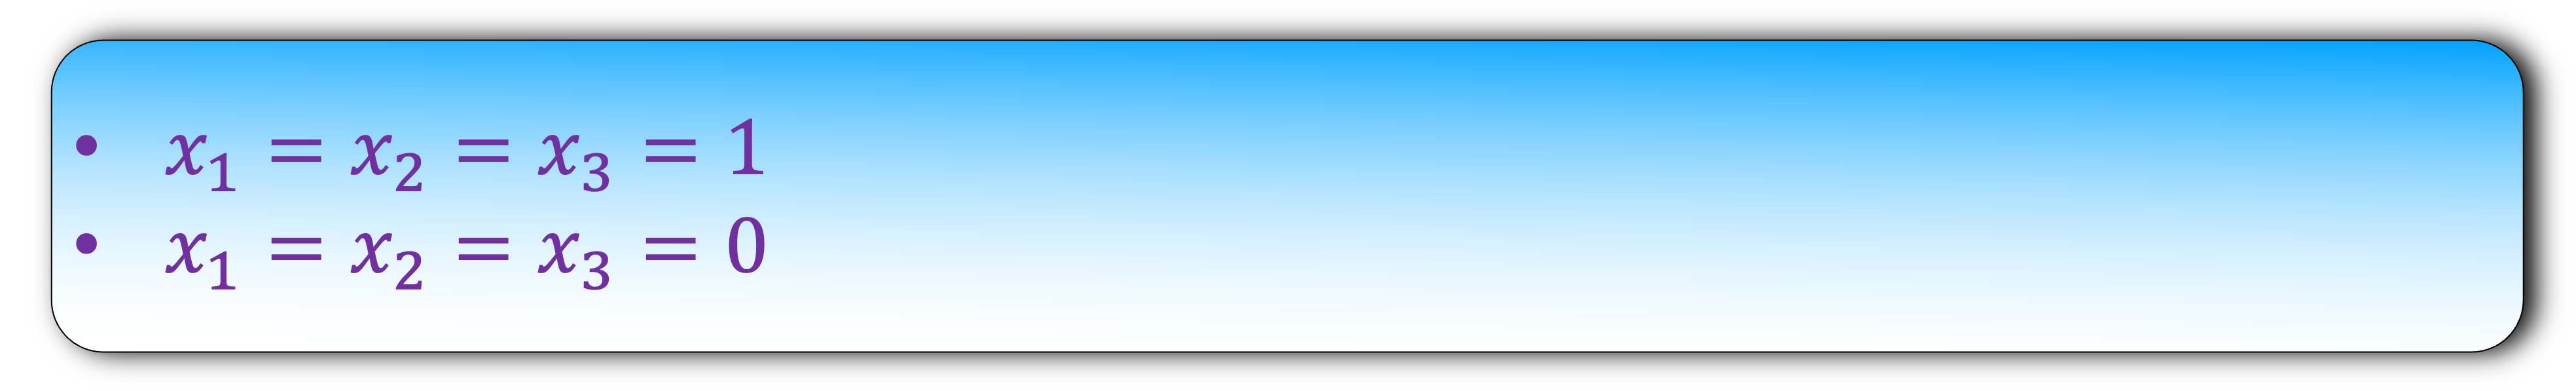 • x₁ = x₂ = x₃ = 1
• x₁ = x₂ = x₃ = 0